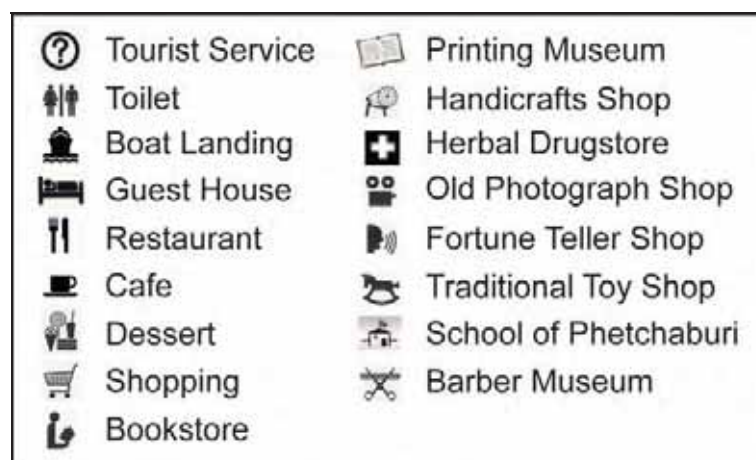 Tourist Service
Toilet
Boat Landing
Guest House
Restaurant
Cafe
Dessert
Shopping
Bookstore
Printing Museum
Handicrafts Shop
Herbal Drugstore
Old Photograph Shop
Fortune Teller Shop
Traditional Toy Shop
School of Phetchaburi
Barber Museum